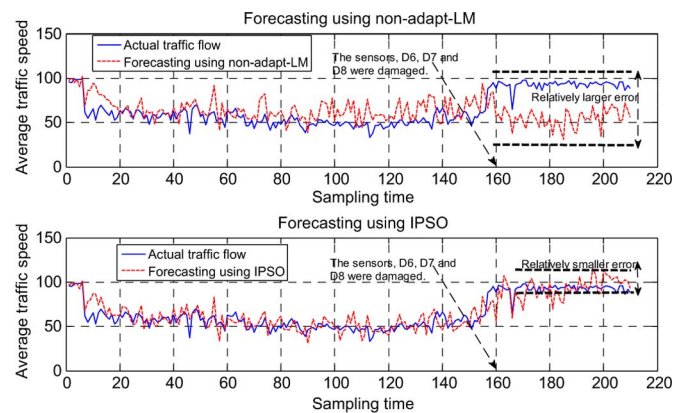 Forecasting using non-adapt-LM
Average traffic speed
150
100
50
0
Actual traffic flow
Forecasting using non-adapt-LM
The sensors, D6, D7 and
D8 were damaged.
Relatively larger error
0 20 40 60 80 100 120 140 160 180 200 220
Sampling time
Forecasting using IPSO
Average traffic speed
150
100
50
0
Actual traffic flow
Forecasting using IPSO
The sensors, D6, D7 and
D8 were damaged.
Relatively smaller error
0 20 40 60 80 100 120 140 160 180 200 220
Sampling time